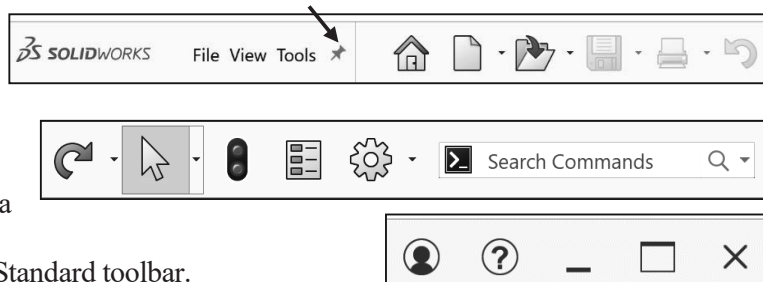 SOLIDWORKS File View Tools
Search Commands
a
Standard toolbar.